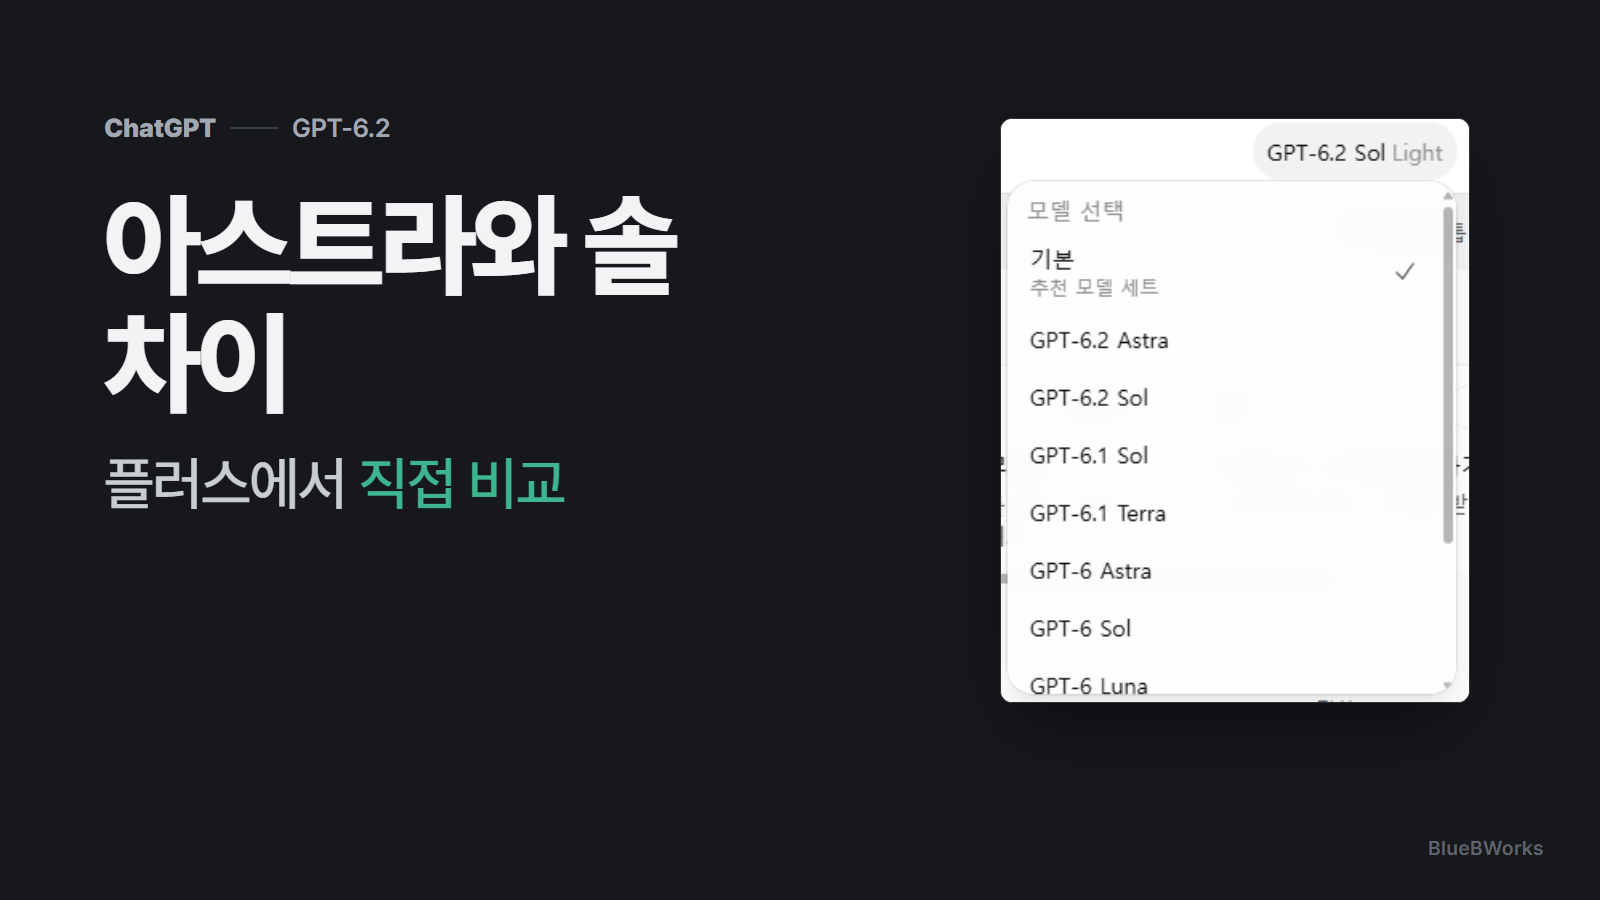 ChatGPT — GPT-6.2
아스트라와 솔
차이
플러스에서 직접 비교
GPT-6.2 Sol Light
모델 선택
기본
추천 모델 세트
GPT-6.2 Astra
GPT-6.2 Sol
GPT-6.1 Sol
GPT-6.1 Terra
GPT-6 Astra
GPT-6 Sol
GPT-6 Luna
BlueBWorks